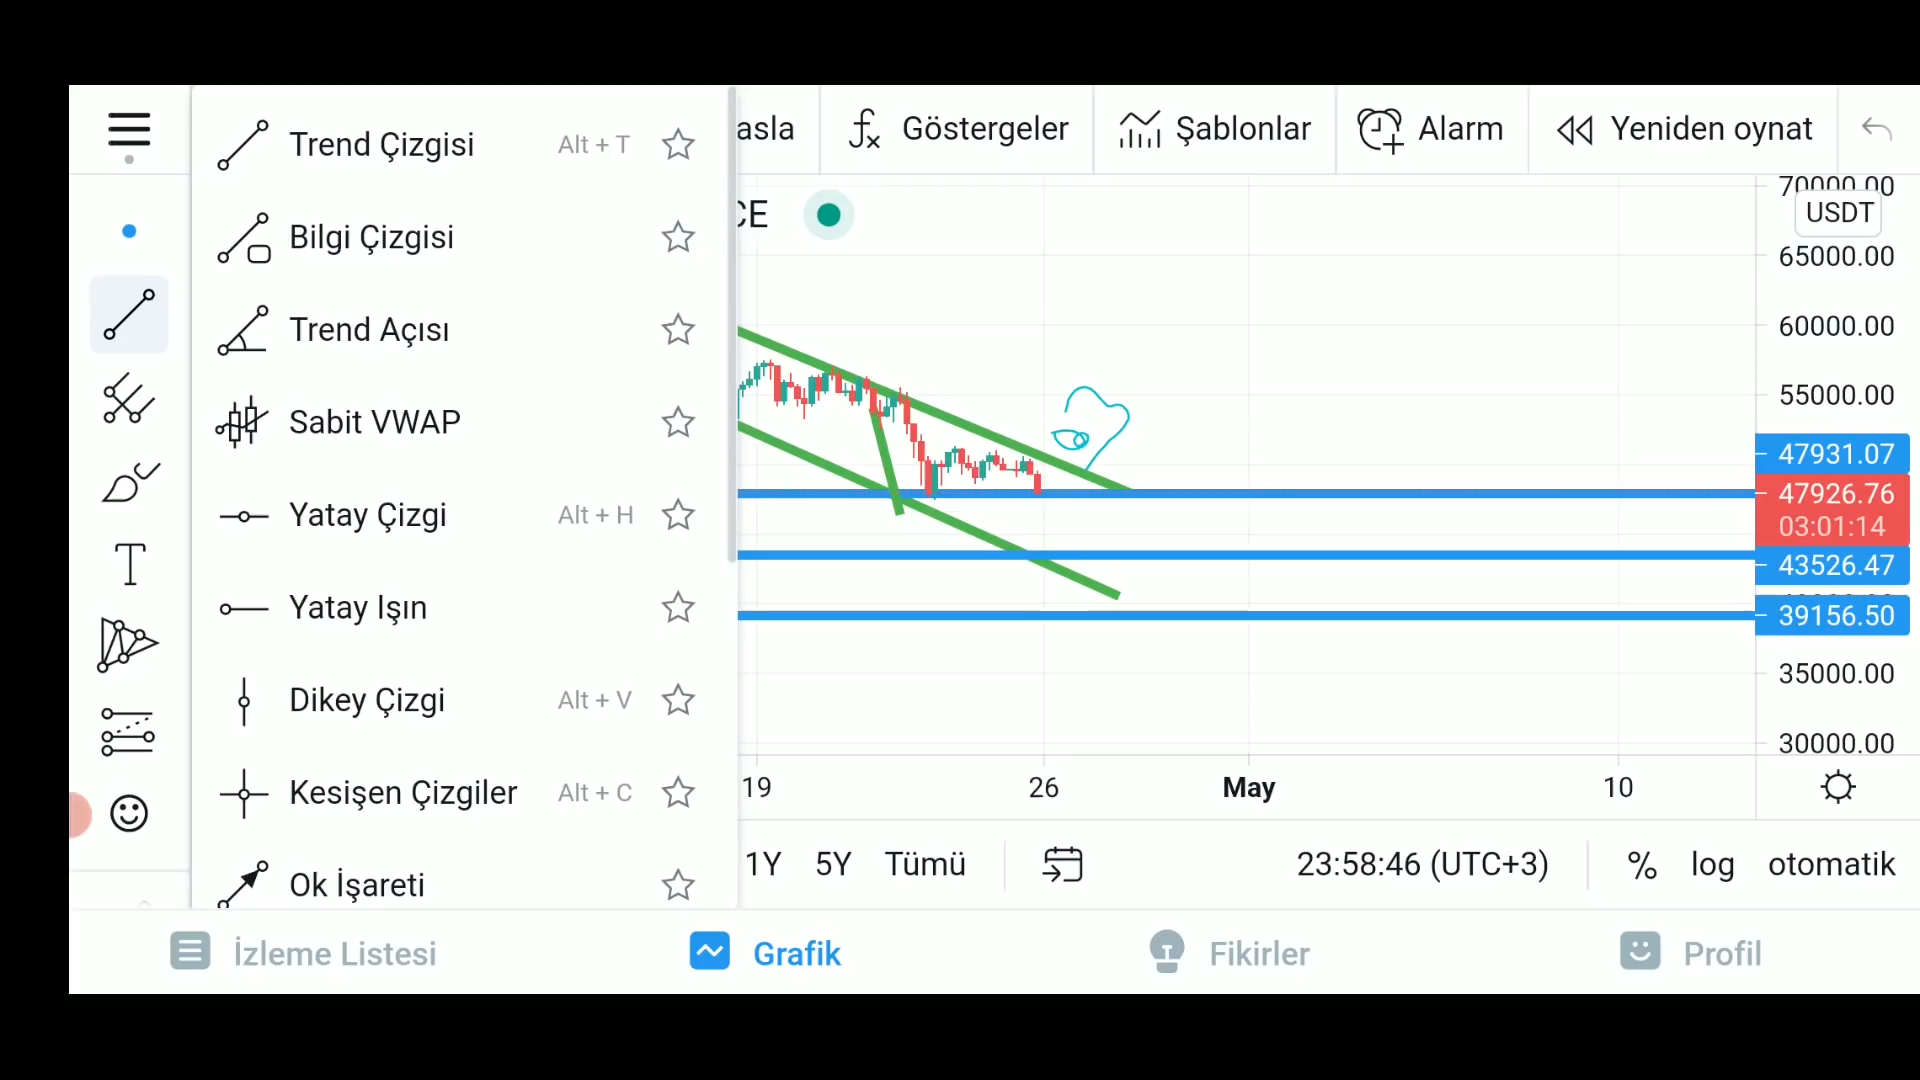 Trend Çizgisi Alt + T
Bilgi Çizgisi
Trend Açısı
Sabit VWAP
Yatay Çizgi Alt + H
Yatay Işın
Dikey Çizgi Alt + V
Kesişen Çizgiler Alt + C
Ok İşareti
asla
Göstergeler
Şablonlar
Alarm
Yeniden oynat
CE
70000.00
USDT
65000.00
60000.00
55000.00
47931.07
47926.76
03:01:14
43526.47
39156.50
35000.00
30000.00
19 26 May 10
1Y 5Y Tümü 23:58:46 (UTC+3) % log otomatik
İzleme Listesi Grafik Fikirler Profil